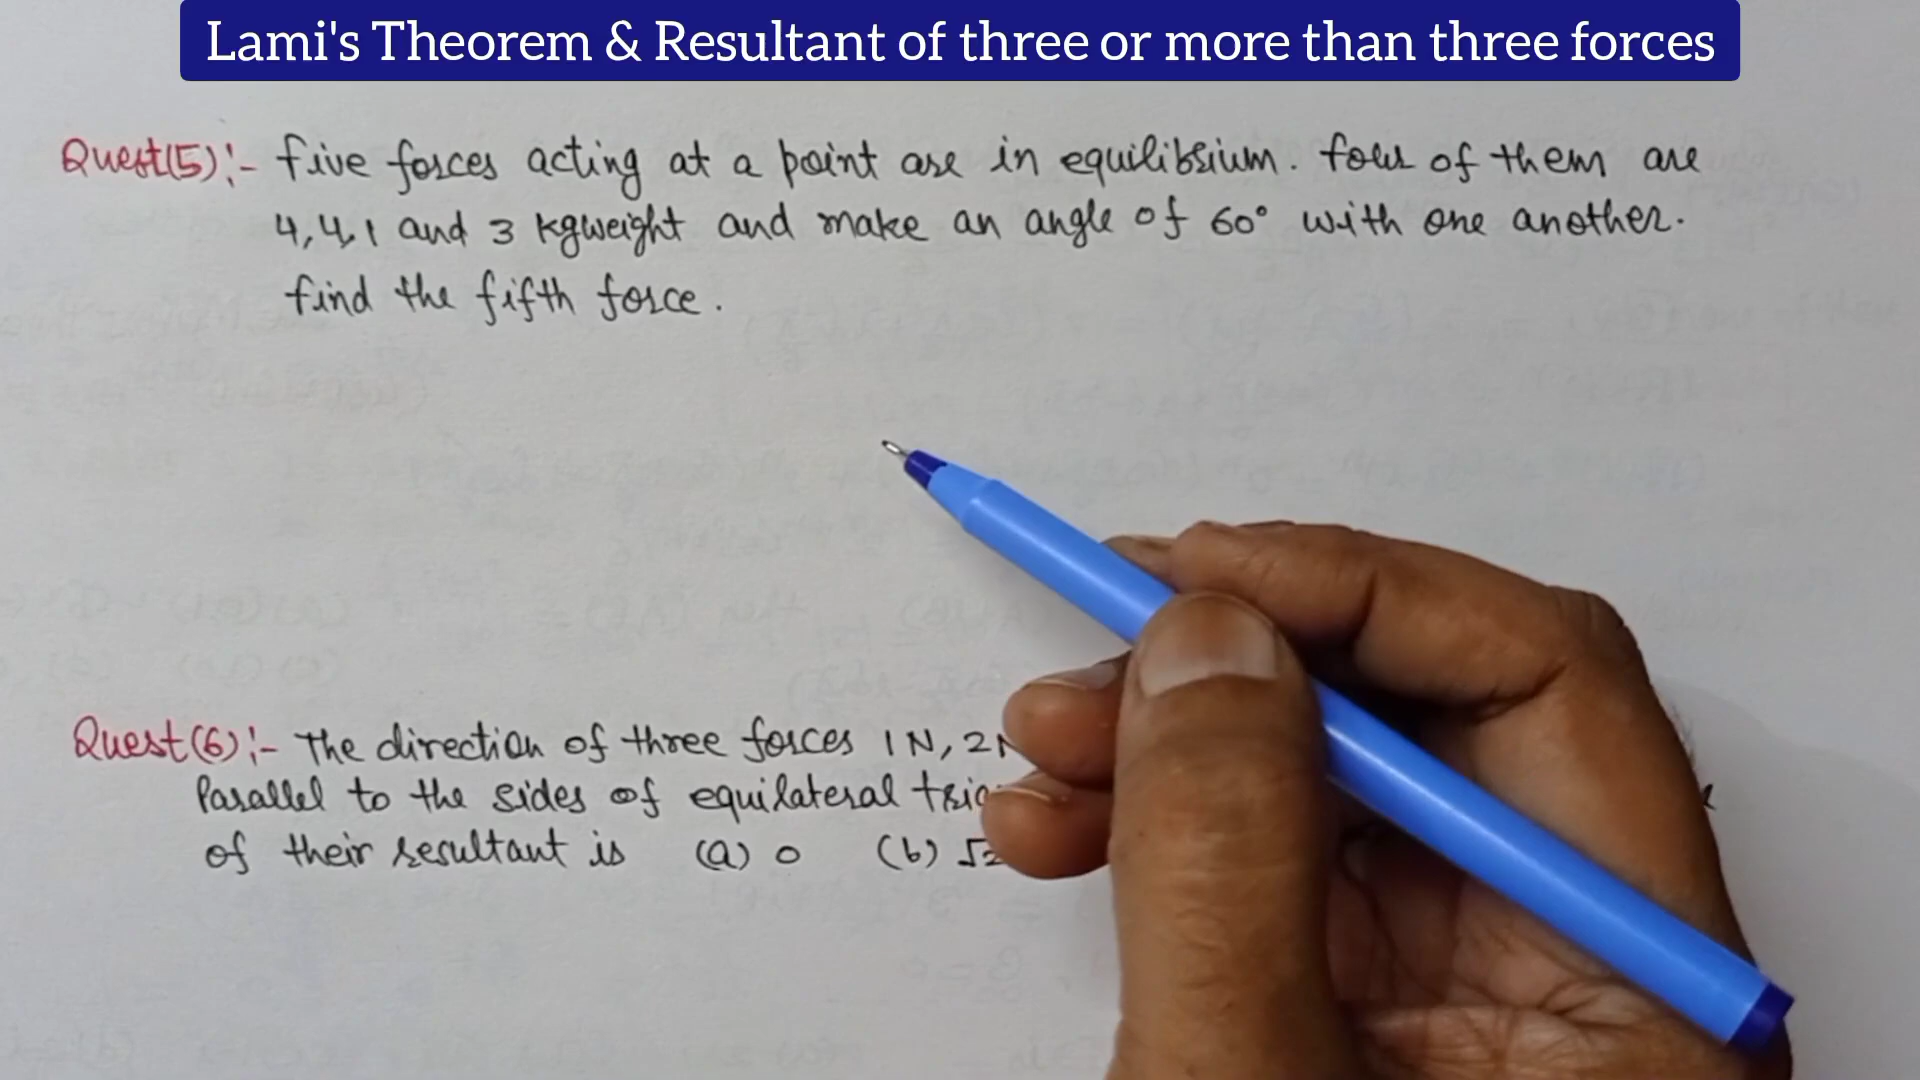 Lami's Theorem & Resultant of three or more than three forces
Quest(5):- five forces acting at a point are in equilibrium. four of them are
4,4,1 and 3 kgweight and make an angle of 60° with one another.
find the fifth force.
Quest(6):- The direction of three forces 1N, 2N
Parallel to the sides of equilateral
of their resultant is (a) 0 (b) √2